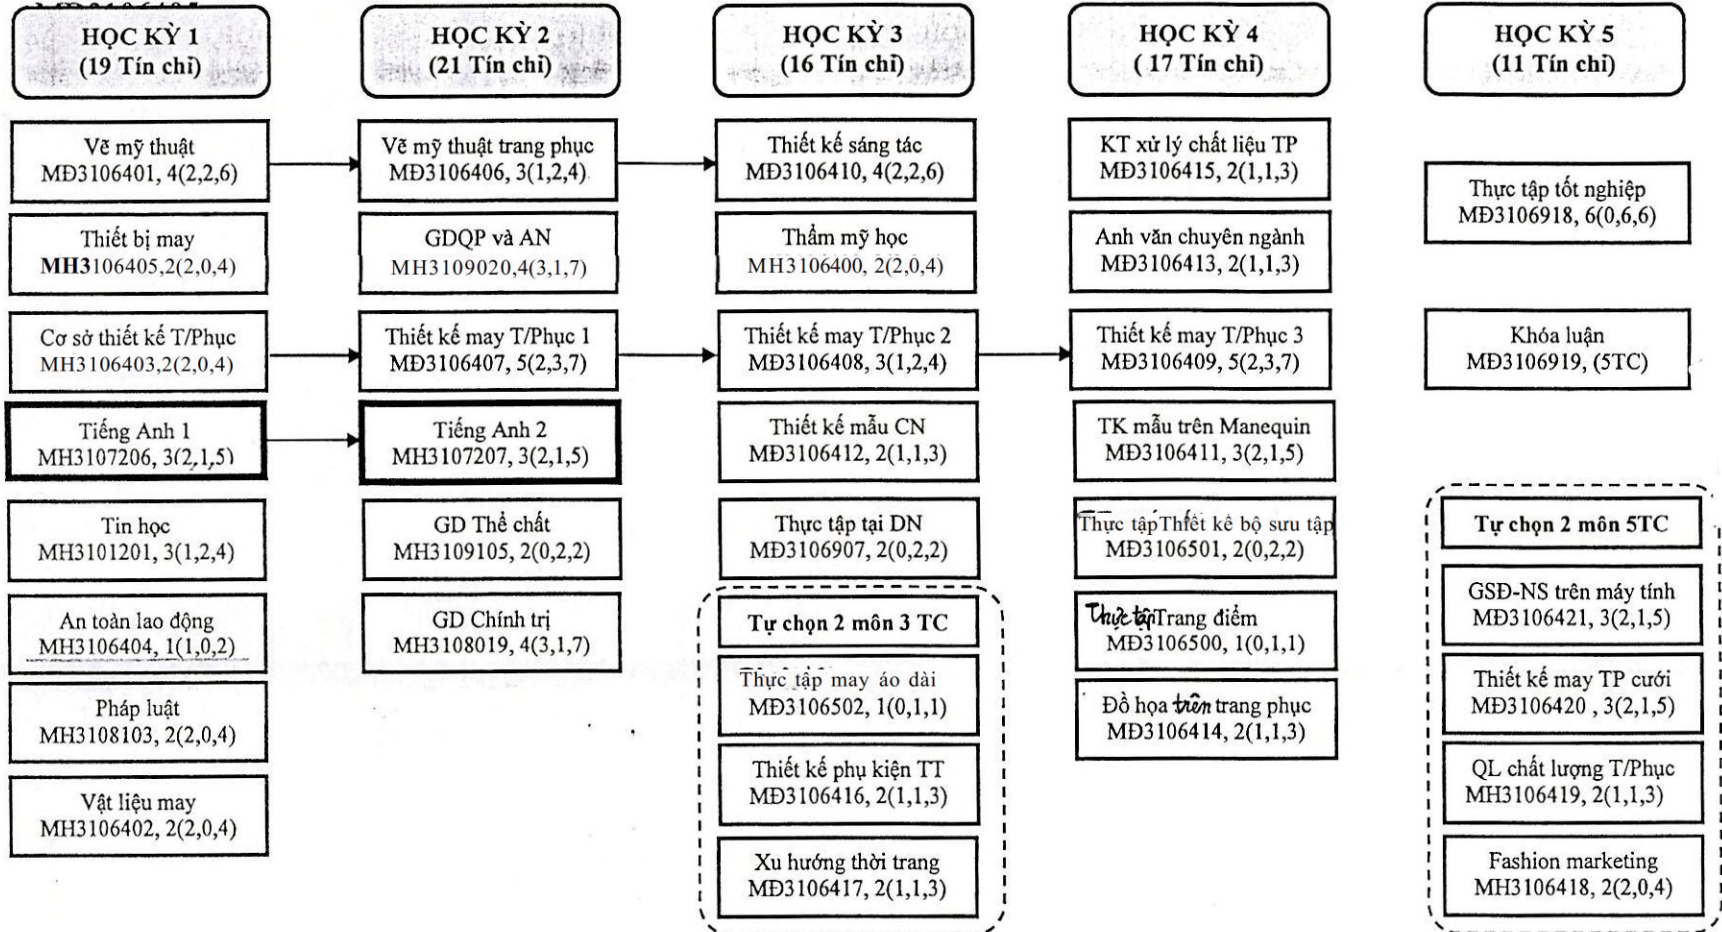 HỌC KỲ 1
(19 Tín chỉ)
Vẽ mỹ thuật
MĐ3106401, 4(2,2,6)
Thiết bị may
MH3106405,2(2,0,4)
Cơ sở thiết kế T/Phục
MH3106403,2(2,0,4)
Tiếng Anh 1
MH3107206, 3(2,1,5)
Tin học
MH3101201, 3(1,2,4)
An toàn lao động
MH3106404, 1(1,0,2)
Pháp luật
MH3108103, 2(2,0,4)
Vật liệu may
MH3106402, 2(2,0,4)
HỌC KỲ 2
(21 Tín chỉ)
Vẽ mỹ thuật trang phục
MĐ3106406, 3(1,2,4)
GDQP và AN
MH3109020,4(3,1,7)
Thiết kế may T/Phục 1
MĐ3106407, 5(2,3,7)
Tiếng Anh 2
MH3107207, 3(2,1,5)
GD Thể chất
MH3109105, 2(0,2,2)
GD Chính trị
MH3108019, 4(3,1,7)
HỌC KỲ 3
(16 Tín chỉ)
Thiết kế sáng tác
MĐ3106410, 4(2,2,6)
Thẩm mỹ học
MH3106400, 2(2,0,4)
Thiết kế may T/Phục 2
MĐ3106408, 3(1,2,4)
Thiết kế mẫu CN
MĐ3106412, 2(1,1,3)
Thực tập tại DN
MĐ3106907, 2(0,2,2)
Tự chọn 2 môn 3 TC
Thực tập may áo dài
MĐ3106502, 1(0,1,1)
Thiết kế phụ kiện TT
MĐ3106416, 2(1,1,3)
Xu hướng thời trang
MĐ3106417, 2(1,1,3)
HỌC KỲ 4
( 17 Tín chỉ)
KT xử lý chất liệu TP
MĐ3106415, 2(1,1,3)
Anh văn chuyên ngành
MĐ3106413, 2(1,1,3)
Thiết kế may T/Phục 3
MĐ3106409, 5(2,3,7)
TK mẫu trên Manequin
MĐ3106411, 3(2,1,5)
Thực tập Thiết kế bộ sưu tập
MĐ3106501, 2(0,2,2)
Thực tập Trang điểm
MĐ3106500, 1(0,1,1)
Đồ họa trên trang phục
MĐ3106414, 2(1,1,3)
HỌC KỲ 5
(11 Tín chỉ)
Thực tập tốt nghiệp
MĐ3106918, 6(0,6,6)
Khóa luận
MĐ3106919, (5TC)
Tự chọn 2 môn 5TC
GSĐ-NS trên máy tính
MĐ3106421, 3(2,1,5)
Thiết kế may TP cưới
MĐ3106420 , 3(2,1,5)
QL chất lượng T/Phục
MH3106419, 2(1,1,3)
Fashion marketing
MH3106418, 2(2,0,4)